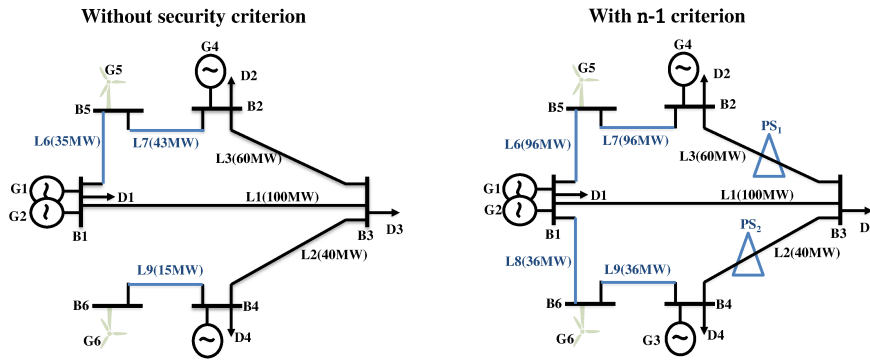 Without security criterion
With n-1 criterion
G4
D2
G5
B5
B2
L6(35MW)
L7(43MW)
L3(60MW)
G1
G2
D1
L1(100MW)
B1
B3
D3
L2(40MW)
L9(15MW)
B6
B4
G6
D4
~
~
~
~
G4
D2
G5
B5
B2
PS1
L6(96MW)
L7(96MW)
L3(60MW)
G1
G2
D1
L1(100MW)
B1
B3
D
PS2
L8(36MW)
L9(36MW)
L2(40MW)
B6
B4
G6
G3
D4
~
~
~
~